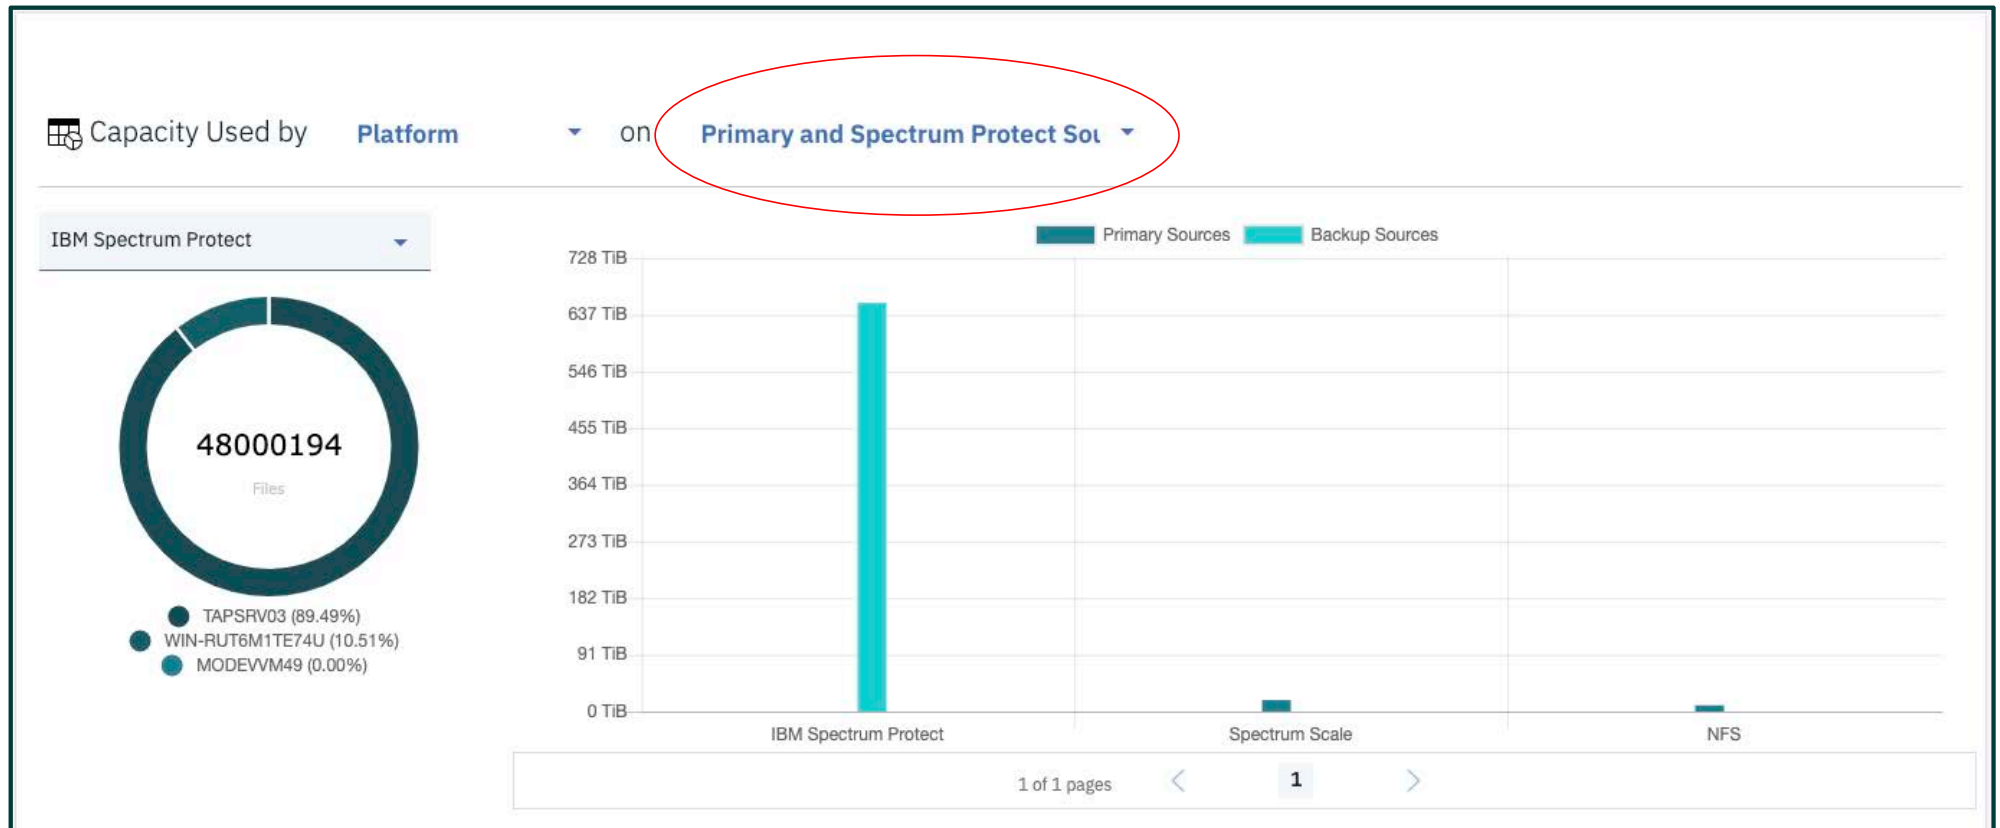 Capacity Used by Platform on Primary and Spectrum Protect Sou
IBM Spectrum Protect
48000194
Files
TAPSRV03 (89.49%)
WIN-RUT6M1TE74U (10.51%)
MODEVVM49 (0.00%)
Primary Sources Backup Sources
728 TiB
637 TiB
546 TiB
455 TiB
364 TiB
273 TiB
182 TiB
91 TiB
0 TiB
IBM Spectrum Protect Spectrum Scale NFS
1 of 1 pages 1